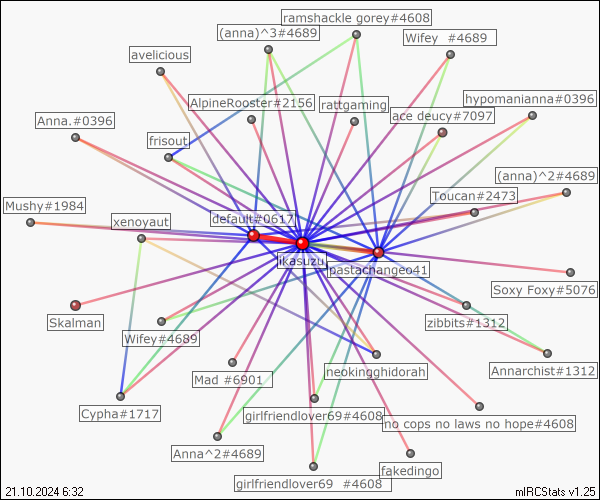 ramshackle gorey#4608
(anna)^3#4689
Wifey  #4689
avelicious
AlpineRooster#2156
rattgaming
hypomanianna#0396
Anna.#0396
ace deucy#7097
frisout
(anna)^2#4689
Toucan#2473
Mushy#1984
default#0617
xenoyaut
ikasuzu
pastachangeo41
Soxy Foxy#5076
Skalman
zibbits#1312
Wifey#4689
Annarchist#1312
neokingghidorah
Mad #6901
Cypha#1717
girlfriendlover69#4608
no cops no laws no hope#4608
Anna^2#4689
fakedingo
girlfriendlover69  #4608
21.10.2024 6:32
mIRCStats v1.25